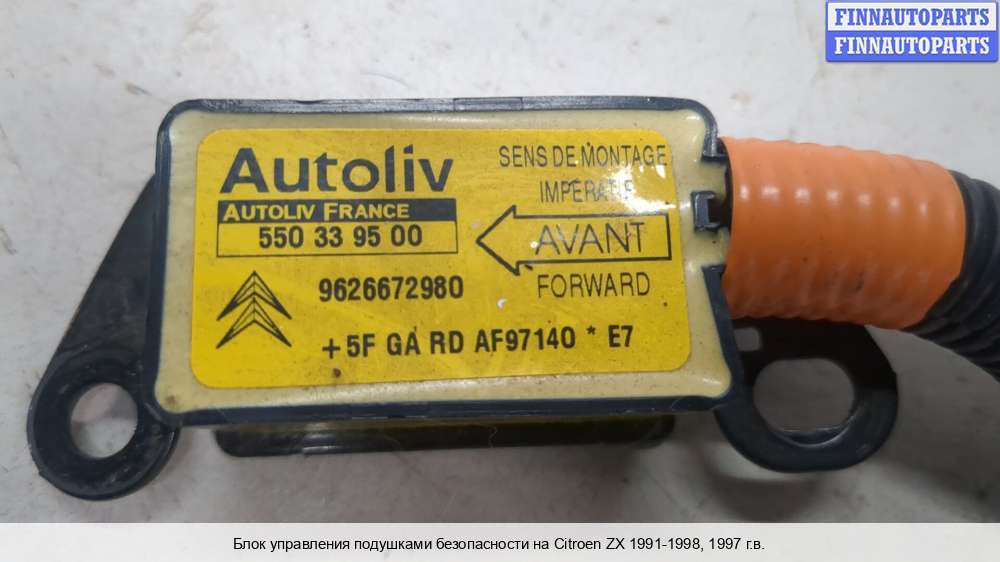 FINNAUTOPARTS
FINNAUTOPARTS
Autoliv
AUTOLIV FRANCE
550 33 95 00
SENS DE MONTAGE
IMPERATIF
AVANT
FORWARD
9626672980
+5F GA RD AF97140 * E7
Блок управления подушками безопасности на Citroen ZX 1991-1998, 1997 г.в.